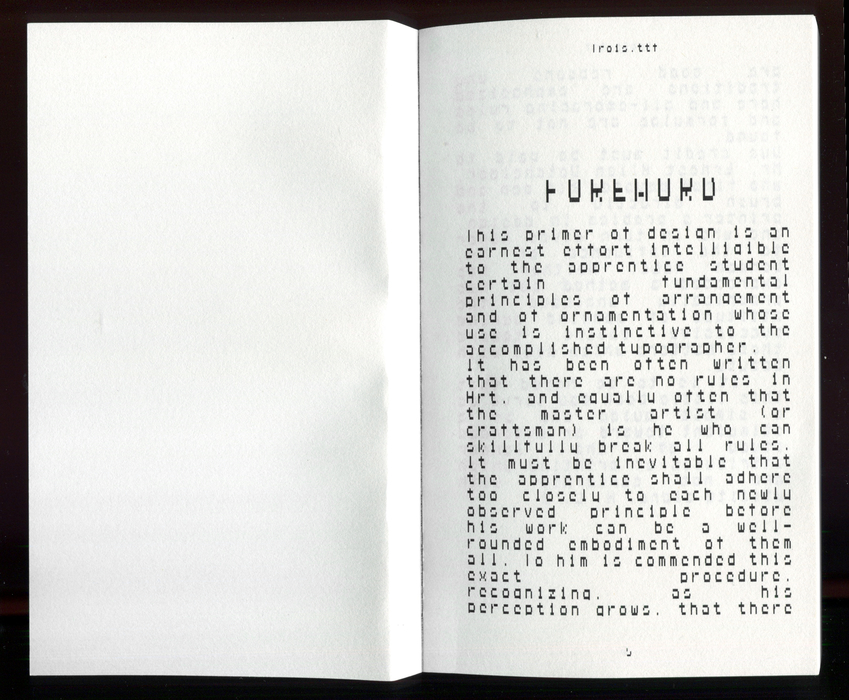 Trois.ttf
FOREWORD
This primer of design is an
earnest effort intelligible
to the apprentice student
certain fundamental
principles of arrangement
and of ornamentation whose
use is instinctive to the
accomplished typographer.
It has been often written
that there are no rules in
Art, and equally often that
the master artist (or
craftsman) is he who can
skillfully break all rules.
It must be inevitable that
the apprentice shall adhere
too closely to each newly
observed principle before
his work can be a well-
rounded embodiment of them
all. To him is commended this
exact procedure,
recognizing, as his
perception grows, that there